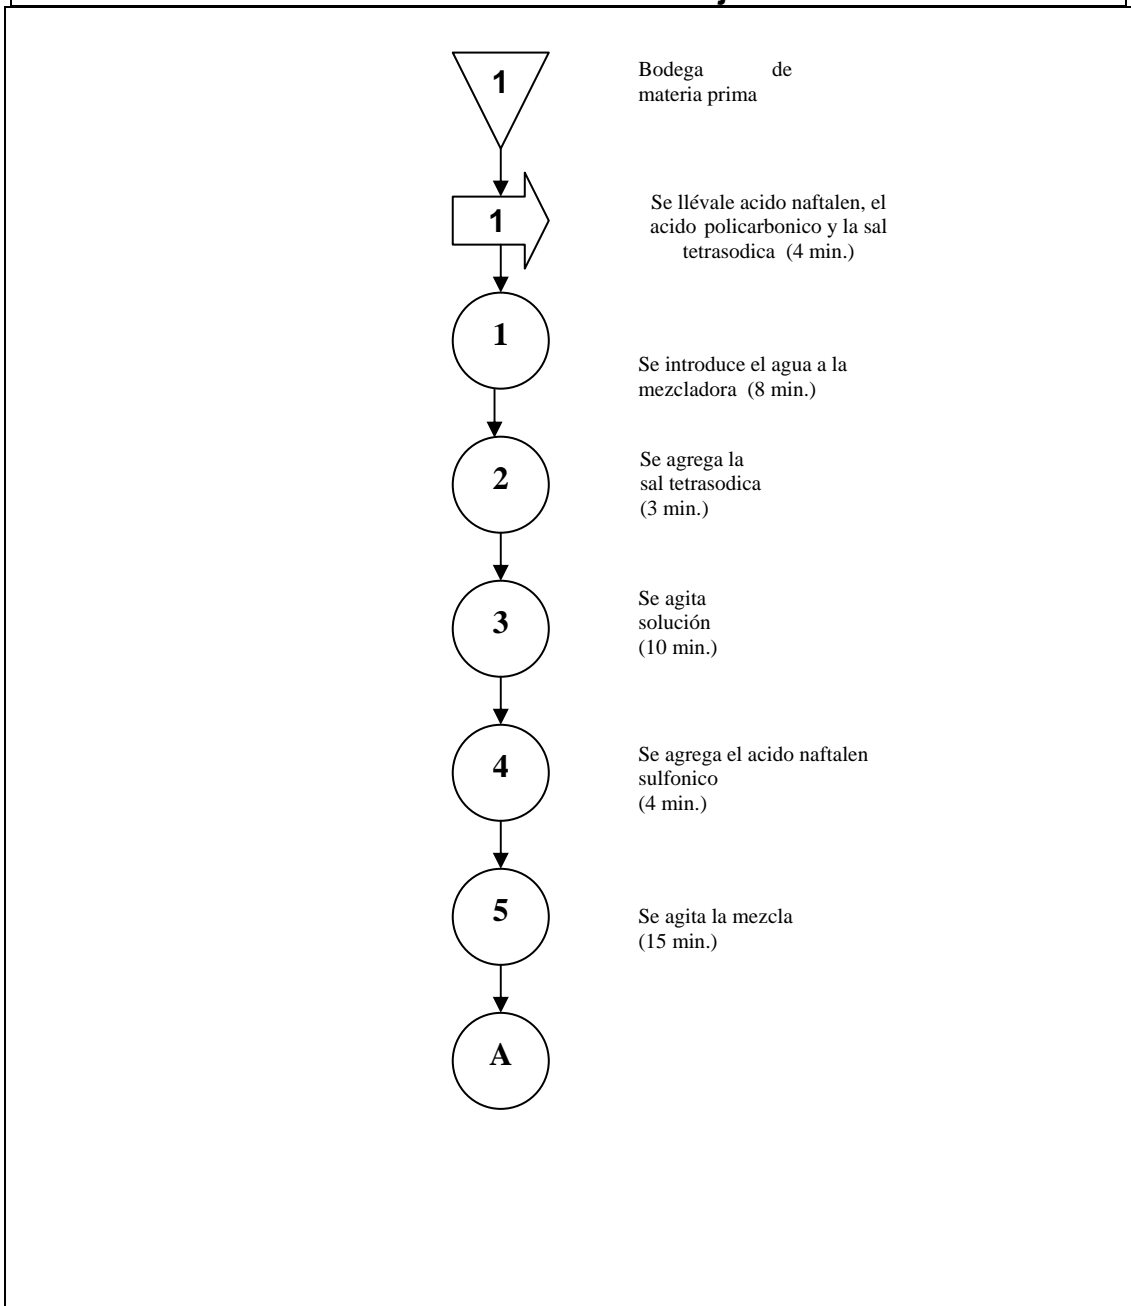 1
Bodega de
materia prima
1
Se llévale acido naftalen, el
acido policarbonico y la sal
tetrasodica (4 min.)
1
Se introduce el agua a la
mezcladora (8 min.)
2
Se agrega la
sal tetrasodica
(3 min.)
3
Se agita
solución
(10 min.)
4
Se agrega el acido naftalen
sulfonico
(4 min.)
5
Se agita la mezcla
(15 min.)
A